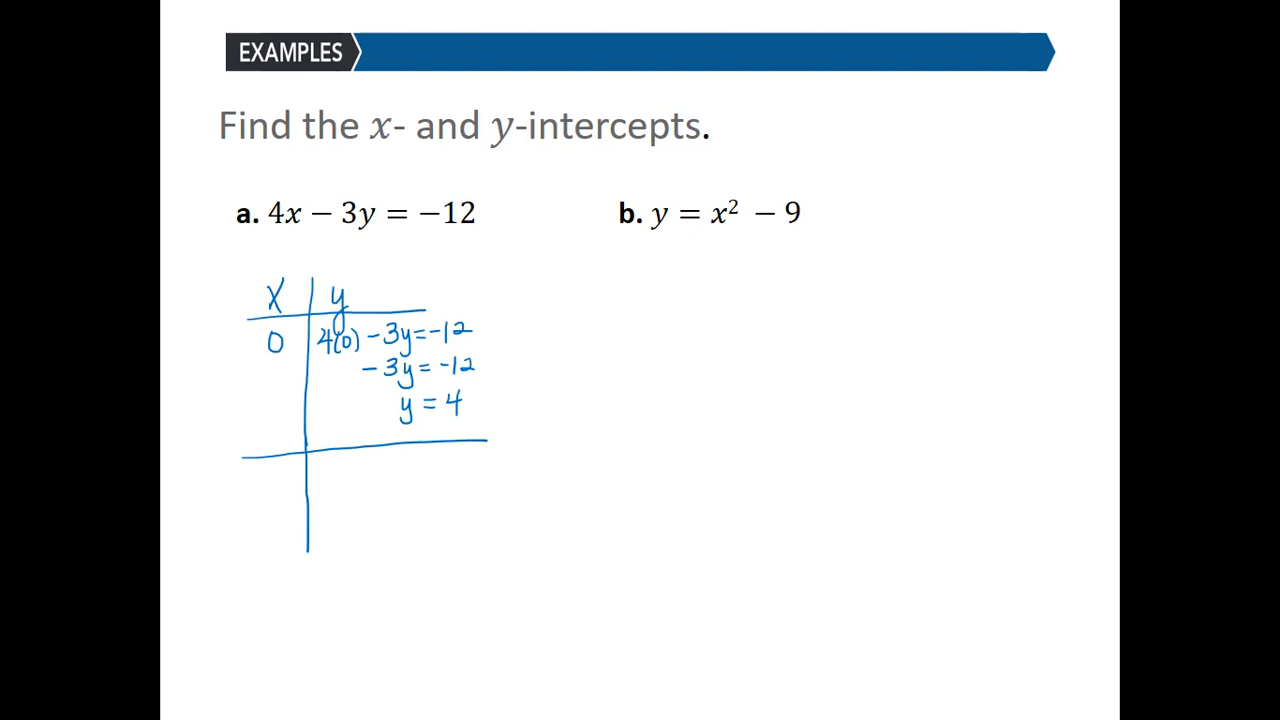 EXAMPLES
Find the x- and y-intercepts.
a. 4x − 3y = −12
b. y = x² − 9
x y
0 4(0) - 3y = -12
- 3y = -12
y = 4